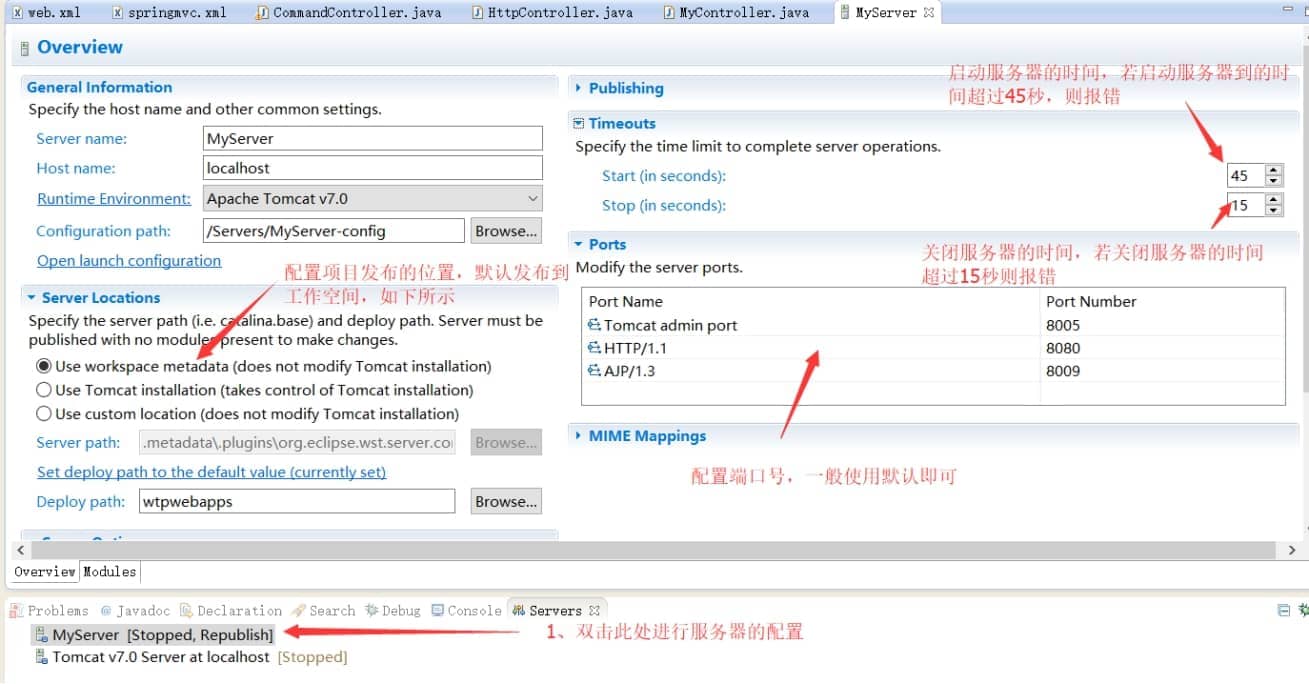 web.xml springmvc.xml CommandController.java HttpController.java MyController.java MyServer
Overview
General Information
Specify the host name and other common settings.
Server name: MyServer
Host name: localhost
Runtime Environment: Apache Tomcat v7.0
Configuration path: /Servers/MyServer-config Browse...
Open launch configuration
配置项目发布的位置，默认发布到
工作空间，如下所示
Server Locations
Specify the server path (i.e. catalina.base) and deploy path. Server must be
published with no modules present to make changes.
Use workspace metadata (does not modify Tomcat installation)
Use Tomcat installation (takes control of Tomcat installation)
Use custom location (does not modify Tomcat installation)
Server path: .metadata\.plugins\org.eclipse.wst.server.co Browse...
Set deploy path to the default value (currently set)
Deploy path: wtpwebapps Browse...
Publishing
启动服务器的时间，若启动服务器到的时
间超过45秒，则报错
Timeouts
Specify the time limit to complete server operations.
Start (in seconds): 45
Stop (in seconds): 15
关闭服务器的时间，若关闭服务器的时间
超过15秒则报错
Ports
Modify the server ports.
Port Name Port Number
Tomcat admin port 8005
HTTP/1.1 8080
AJP/1.3 8009
MIME Mappings
配置端口号，一般使用默认即可
Overview Modules
Problems @ Javadoc Declaration Search Debug Console Servers
MyServer [Stopped, Republish]
1、双击此处进行服务器的配置
Tomcat v7.0 Server at localhost [Stopped]